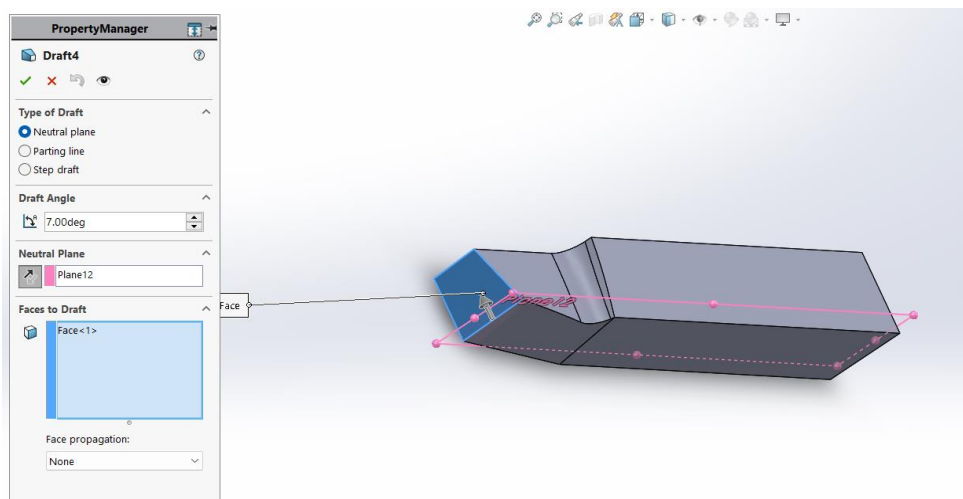 PropertyManager
Draft4
Type of Draft
Neutral plane
Parting line
Step draft
Draft Angle
7.00deg
Neutral Plane
Plane12
Faces to Draft
Face<1>
Face propagation:
None
Face
Plane12